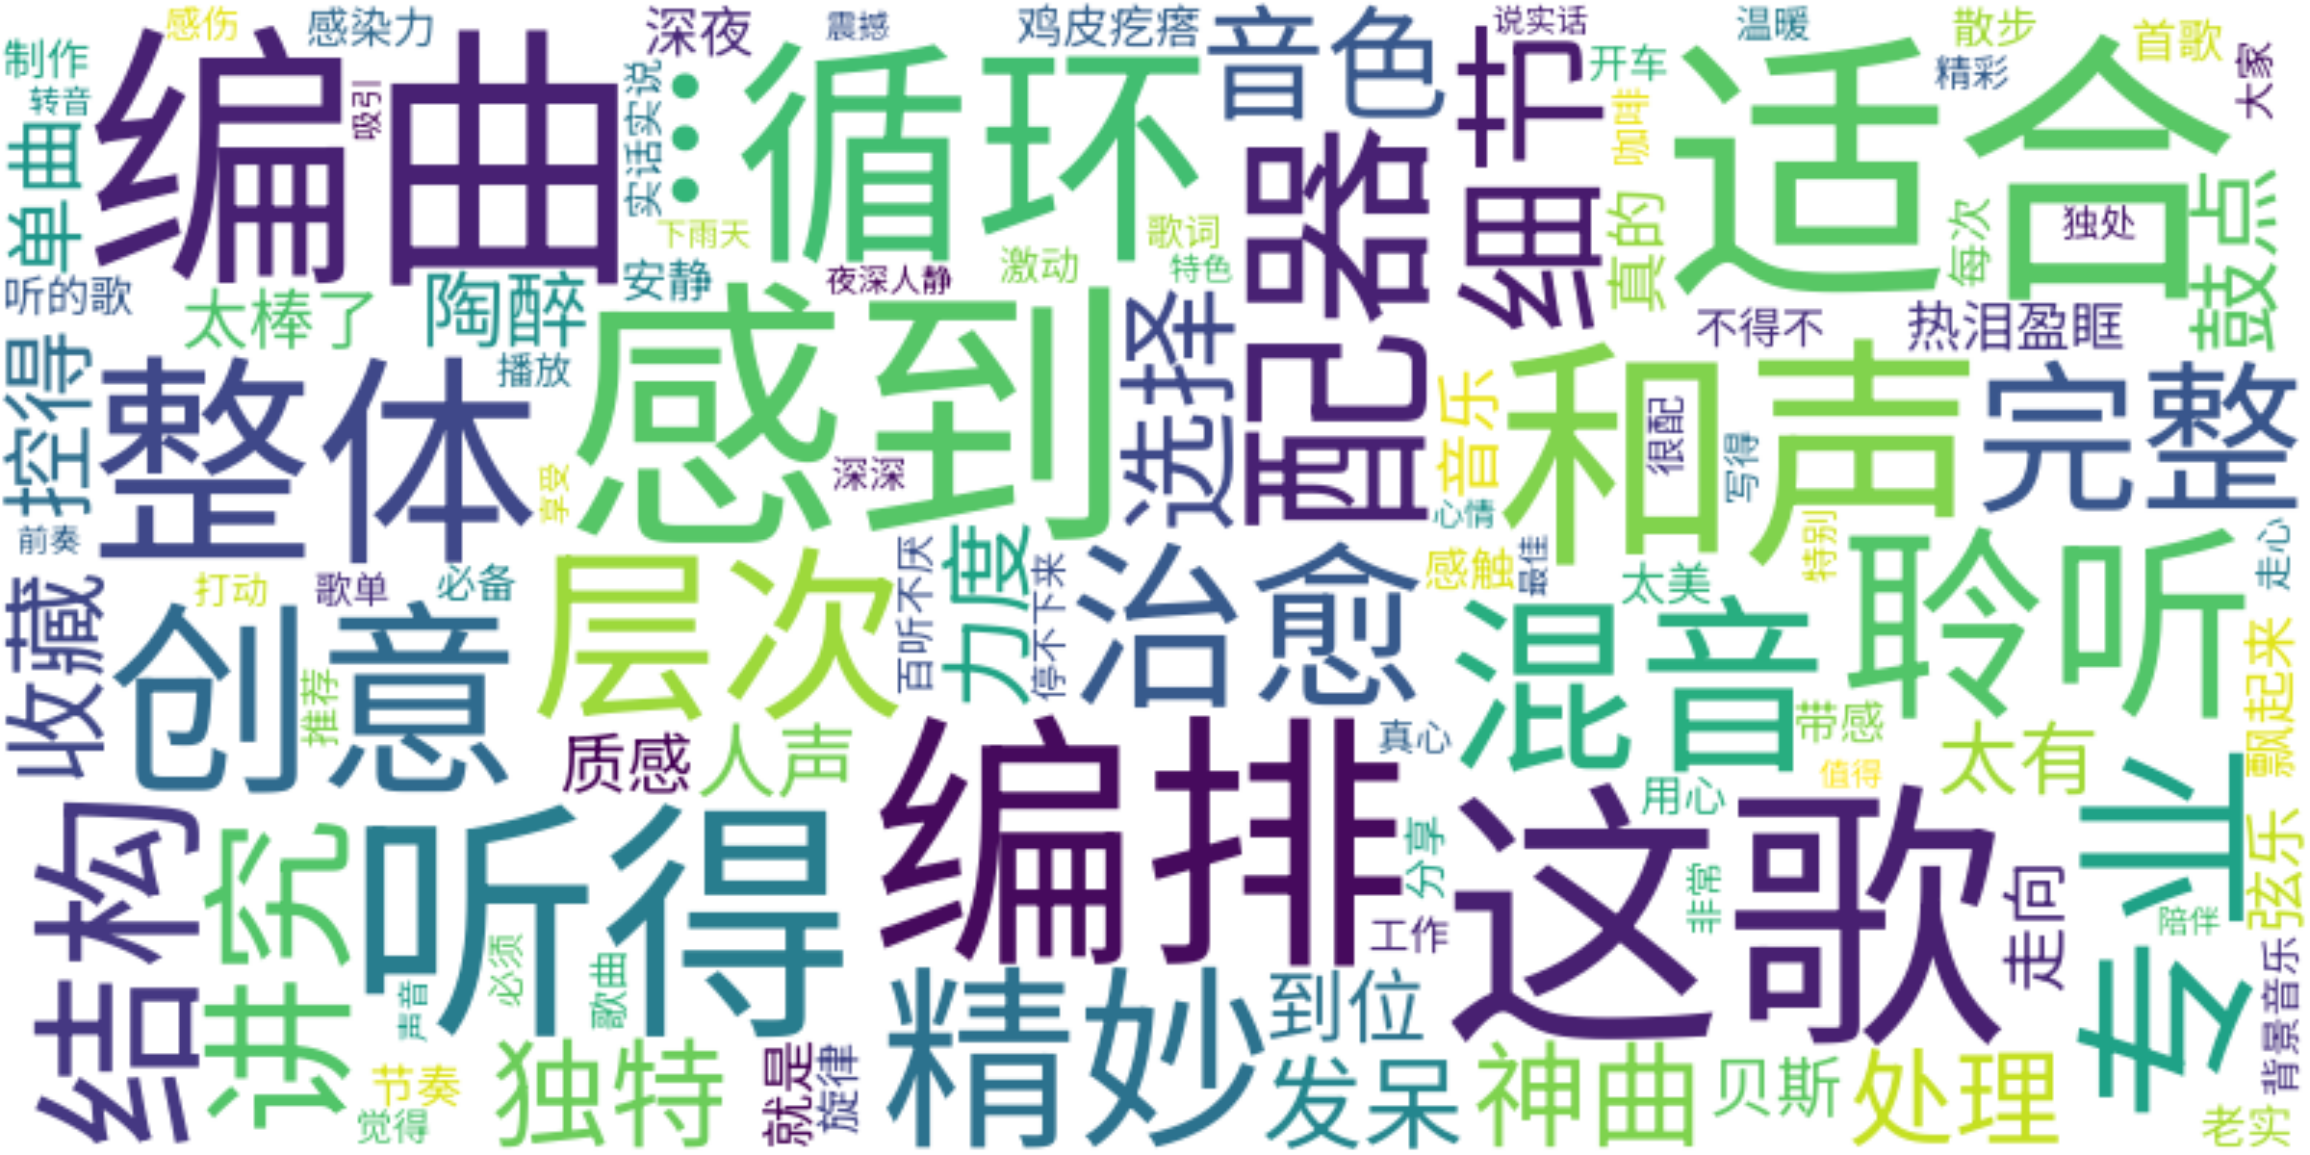 感伤
感染力
深夜
震撼
鸡皮疙瘩
音色
说实话
温暖
散步
首歌
制作
转音
编曲
吸引
实话实说
...
循环
细节
开车
咖啡
适合
精彩
大家
单曲
下雨天
歌词
配器
真的
每次
独处
鼓点
听的歌
太棒了
陶醉
安静
夜深人静
激动
特色
不得不
热泪盈眶
控得
整体
播放
感到
选择
音乐
和声
很配
写得
完整
享受
深深
心情
前奏
打动
歌单
必备
层次
百听不厌
力度
停不下来
治愈
感触
最佳
太美
特别
聆听
走心
收藏
创意
推荐
混音
飘起来
质感
人声
编排
真心
带感
太有
值得
用心
专业
结构
讲究
听得
必须
歌曲
声音
分享
工作
这歌
非常
走向
陪伴
弦乐
背景音乐
精妙
到位
节奏
觉得
独特
就是
旋律
发呆
神曲
贝斯
处理
老实